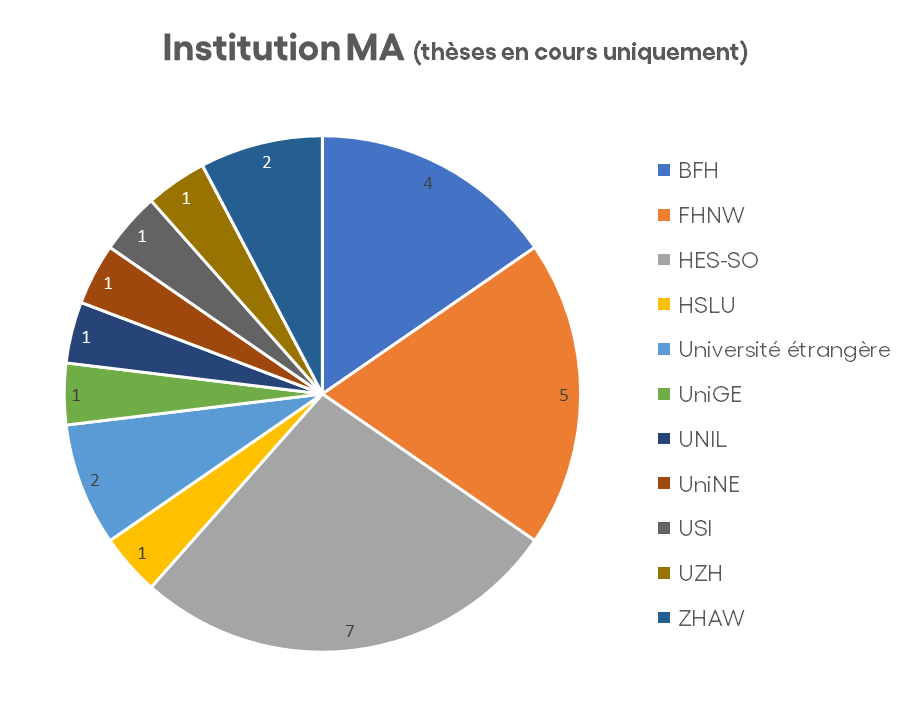 Institution MA (thèses en cours uniquement)
2
4
1
1
1
1
1
2
1
7
5
BFH
FHNW
HES-SO
HSLU
Université étrangère
UniGE
UNIL
UniNE
USI
UZH
ZHAW